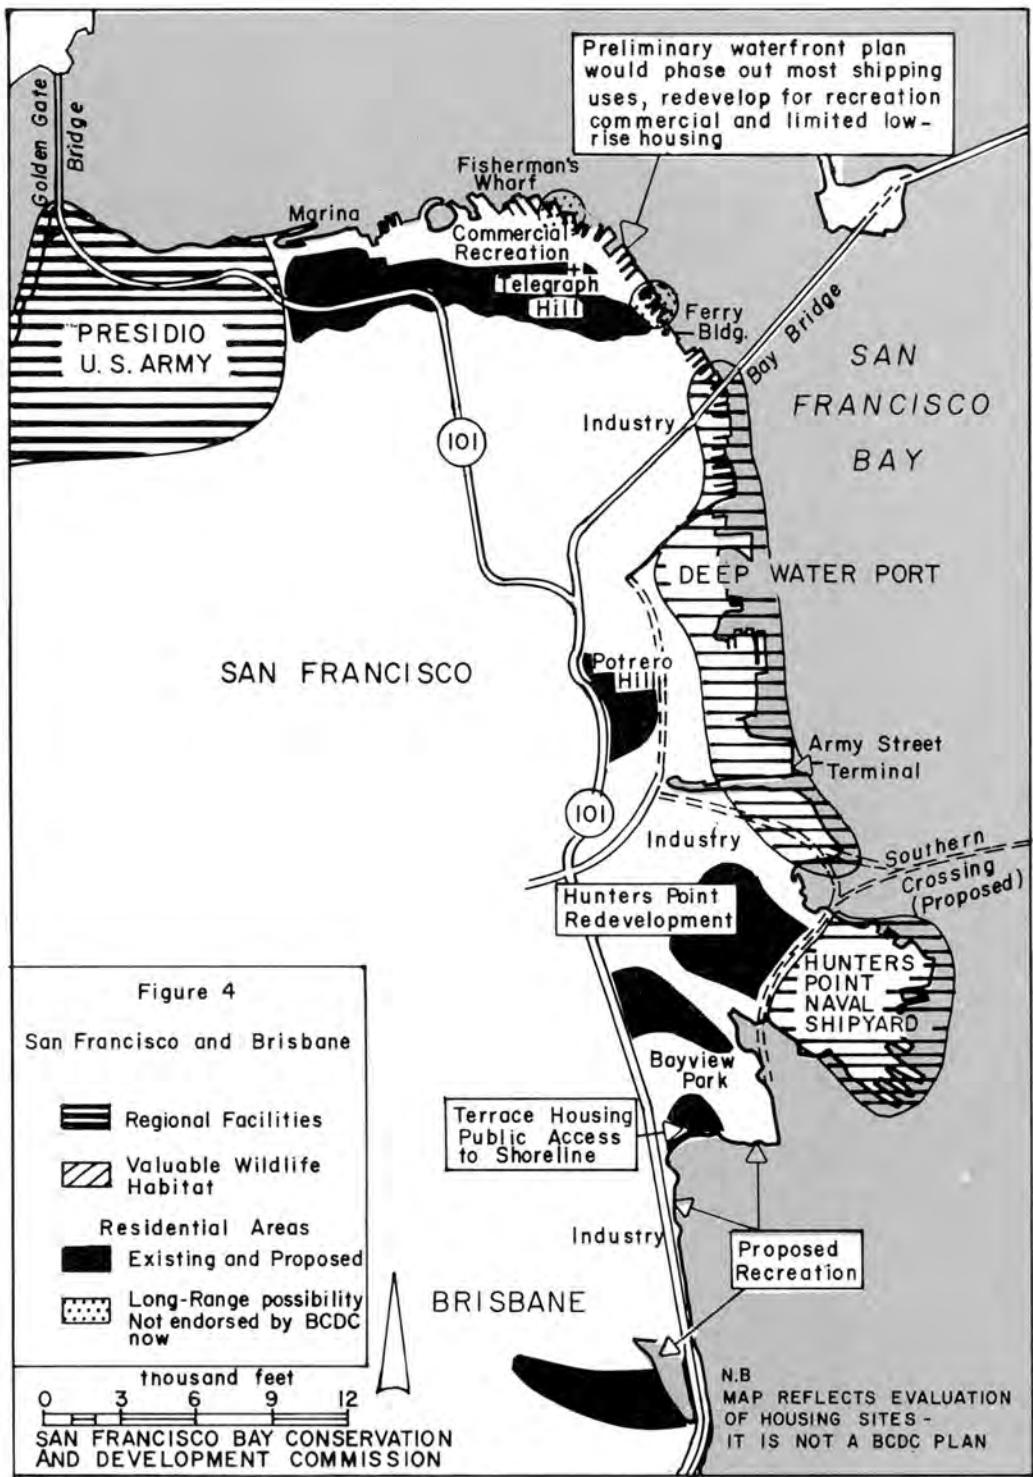 Preliminary waterfront plan
would phase out most shipping
uses, redevelop for recreation
commercial and limited low-
rise housing
Golden Gate
Bridge
Fisherman's
Wharf
Marina
Commercial
Recreation
Telegraph
Hill
Ferry
Bldg.
Bay Bridge
PRESIDIO
U. S. ARMY
SAN
FRANCISCO
BAY
Industry
101
DEEP WATER PORT
SAN FRANCISCO
Potrero
Hill
Army Street
Terminal
101
Industry
Southern
Crossing
(Proposed)
Hunters Point
Redevelopment
HUNTERS
POINT
NAVAL
SHIPYARD
Bayview
Park
Terrace Housing
Public Access
to Shoreline
Industry
Proposed
Recreation
BRISBANE
Figure 4
San Francisco and Brisbane
Regional Facilities
Valuable Wildlife
Habitat
Residential Areas
Existing and Proposed
Long-Range possibility
Not endorsed by BCDC
now
thousand feet
0 3 6 9 12
SAN FRANCISCO BAY CONSERVATION
AND DEVELOPMENT COMMISSION
N.B
MAP REFLECTS EVALUATION
OF HOUSING SITES -
IT IS NOT A BCDC PLAN